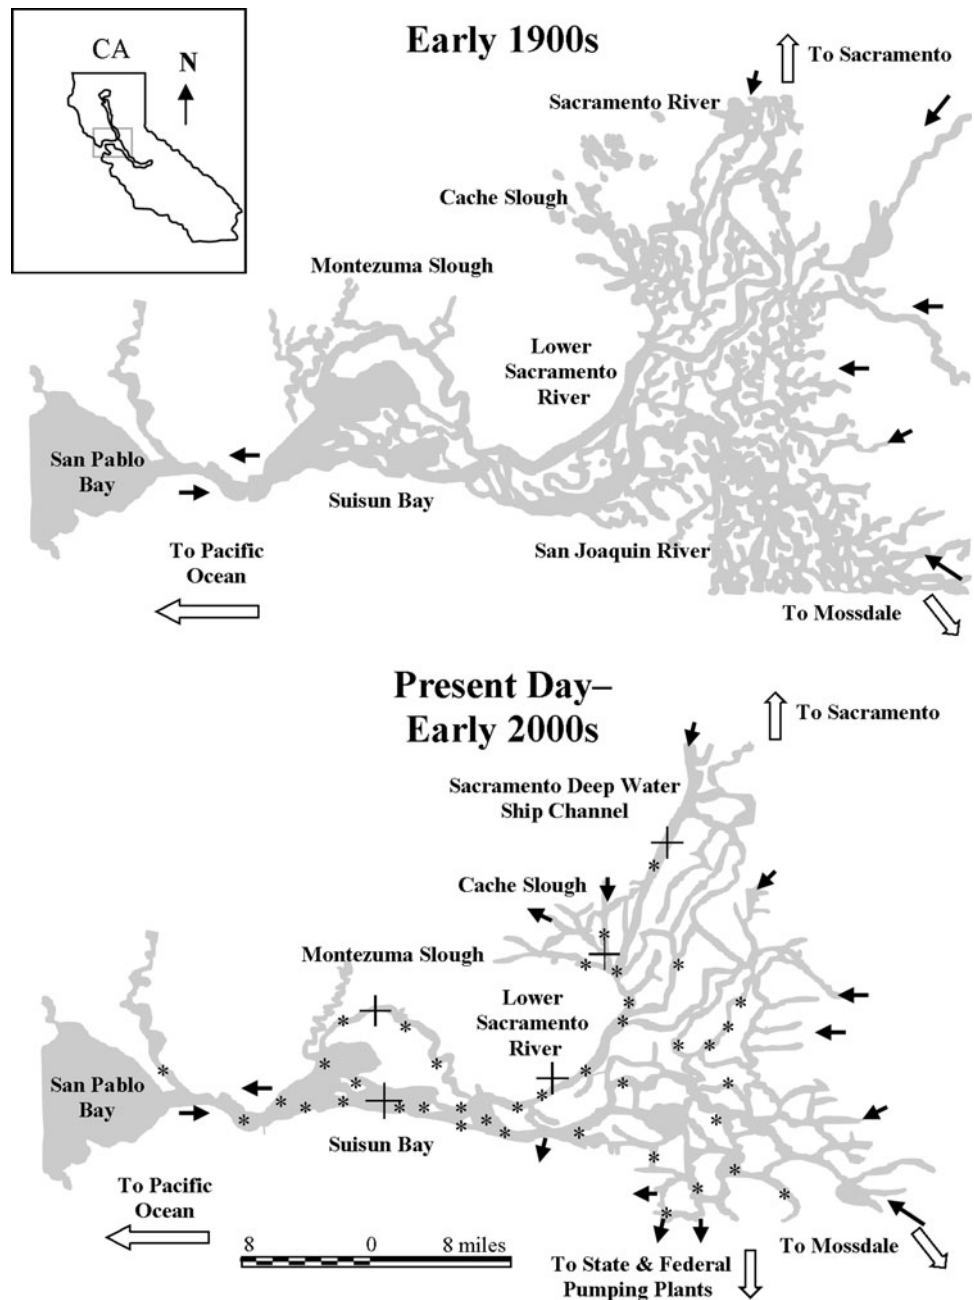 CA
N
Early 1900s
To Sacramento
Sacramento River
Cache Slough
Montezuma Slough
Lower
Sacramento
River
San Pablo
Bay
Suisun Bay
San Joaquin River
To Pacific
Ocean
To Mossdale
Present Day–
Early 2000s
To Sacramento
Sacramento Deep Water
Ship Channel
Cache Slough
Montezuma Slough
Lower
Sacramento
River
San Pablo
Bay
Suisun Bay
To Pacific
Ocean
8 0 8 miles
To State & Federal
Pumping Plants
To Mossdale